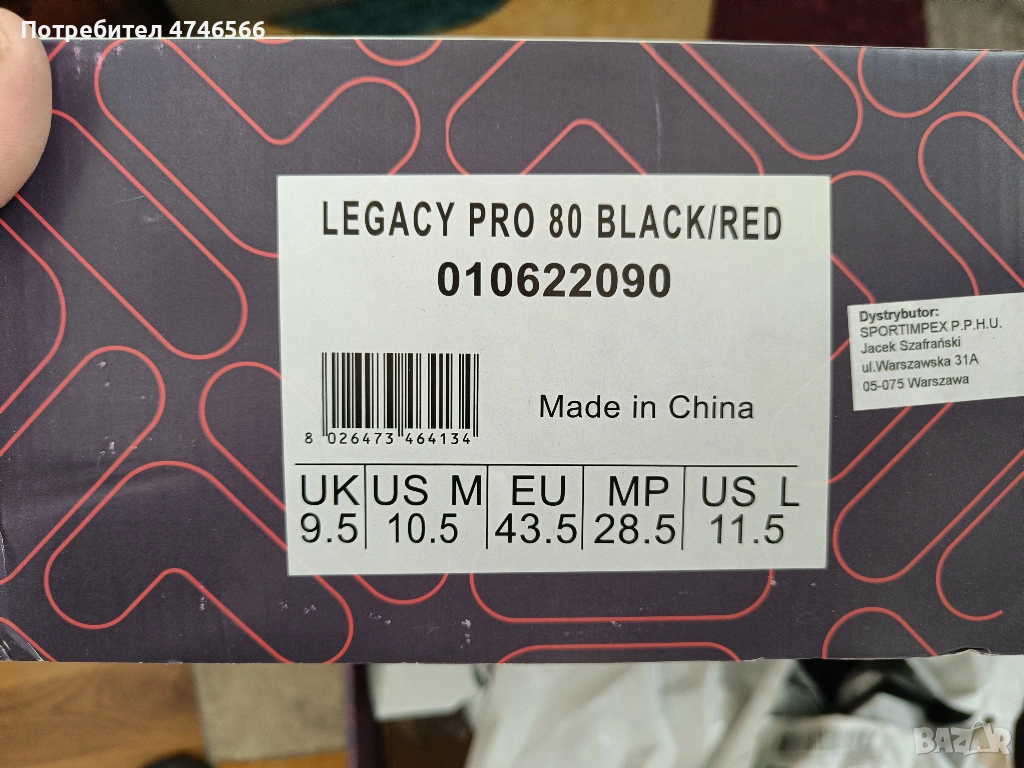 Потребител 4746566
LEGACY PRO 80 BLACK/RED
010622090
Dystrybutor:
SPORTIMPEX P.P.H.U.
Jacek Szafrański
ul.Warszawska 31A
05-075 Warszawa
Made in China
8 026473 464134
UK US M EU MP US L
9.5 10.5 43.5 28.5 11.5
BAZAR